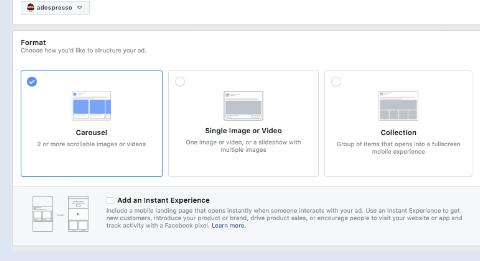 adespresso
Format
Choose how you'd like to structure your ad.
Carousel
2 or more scrollable images or videos
Single Image or Video
One image or video, or a slideshow with
multiple images
Collection
Group of items that opens into a fullscreen
mobile experience
Add an Instant Experience
Include a mobile landing page that opens instantly when someone interacts with your ad. Use an Instant Experience to get
new customers, introduce your product or brand, drive product sales, or encourage people to visit your website or app and
track activity with a Facebook pixel. Learn more.